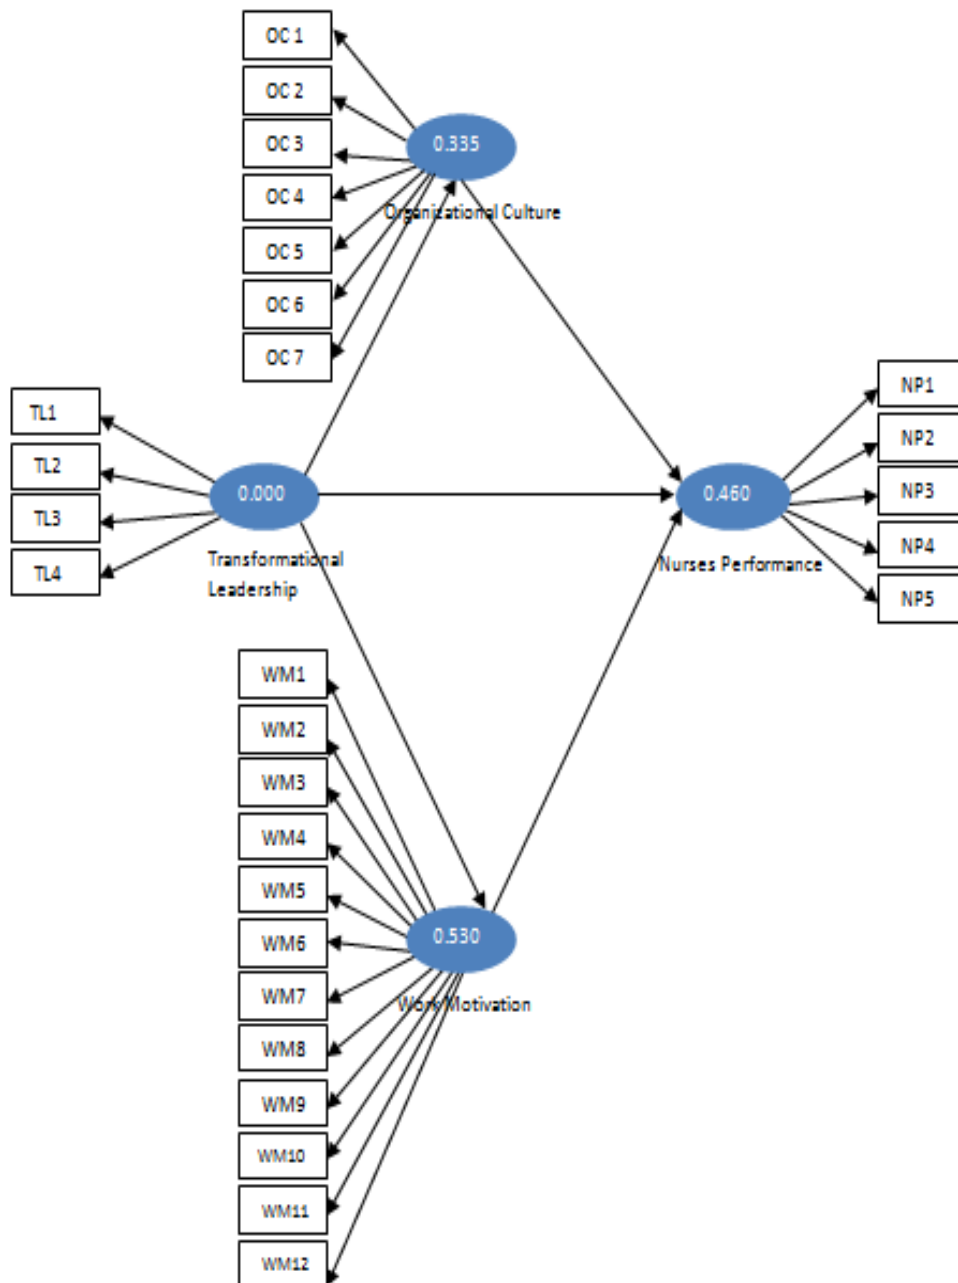 OC 1
OC 2
OC 3
OC 4
OC 5
OC 6
OC 7
0.335
Organizational Culture
TL1
TL2
TL3
TL4
0.000
Transformational
Leadership
0.460
Nurses Performance
NP1
NP2
NP3
NP4
NP5
WM1
WM2
WM3
WM4
WM5
WM6
WM7
WM8
WM9
WM10
WM11
WM12
0.530
Work Motivation